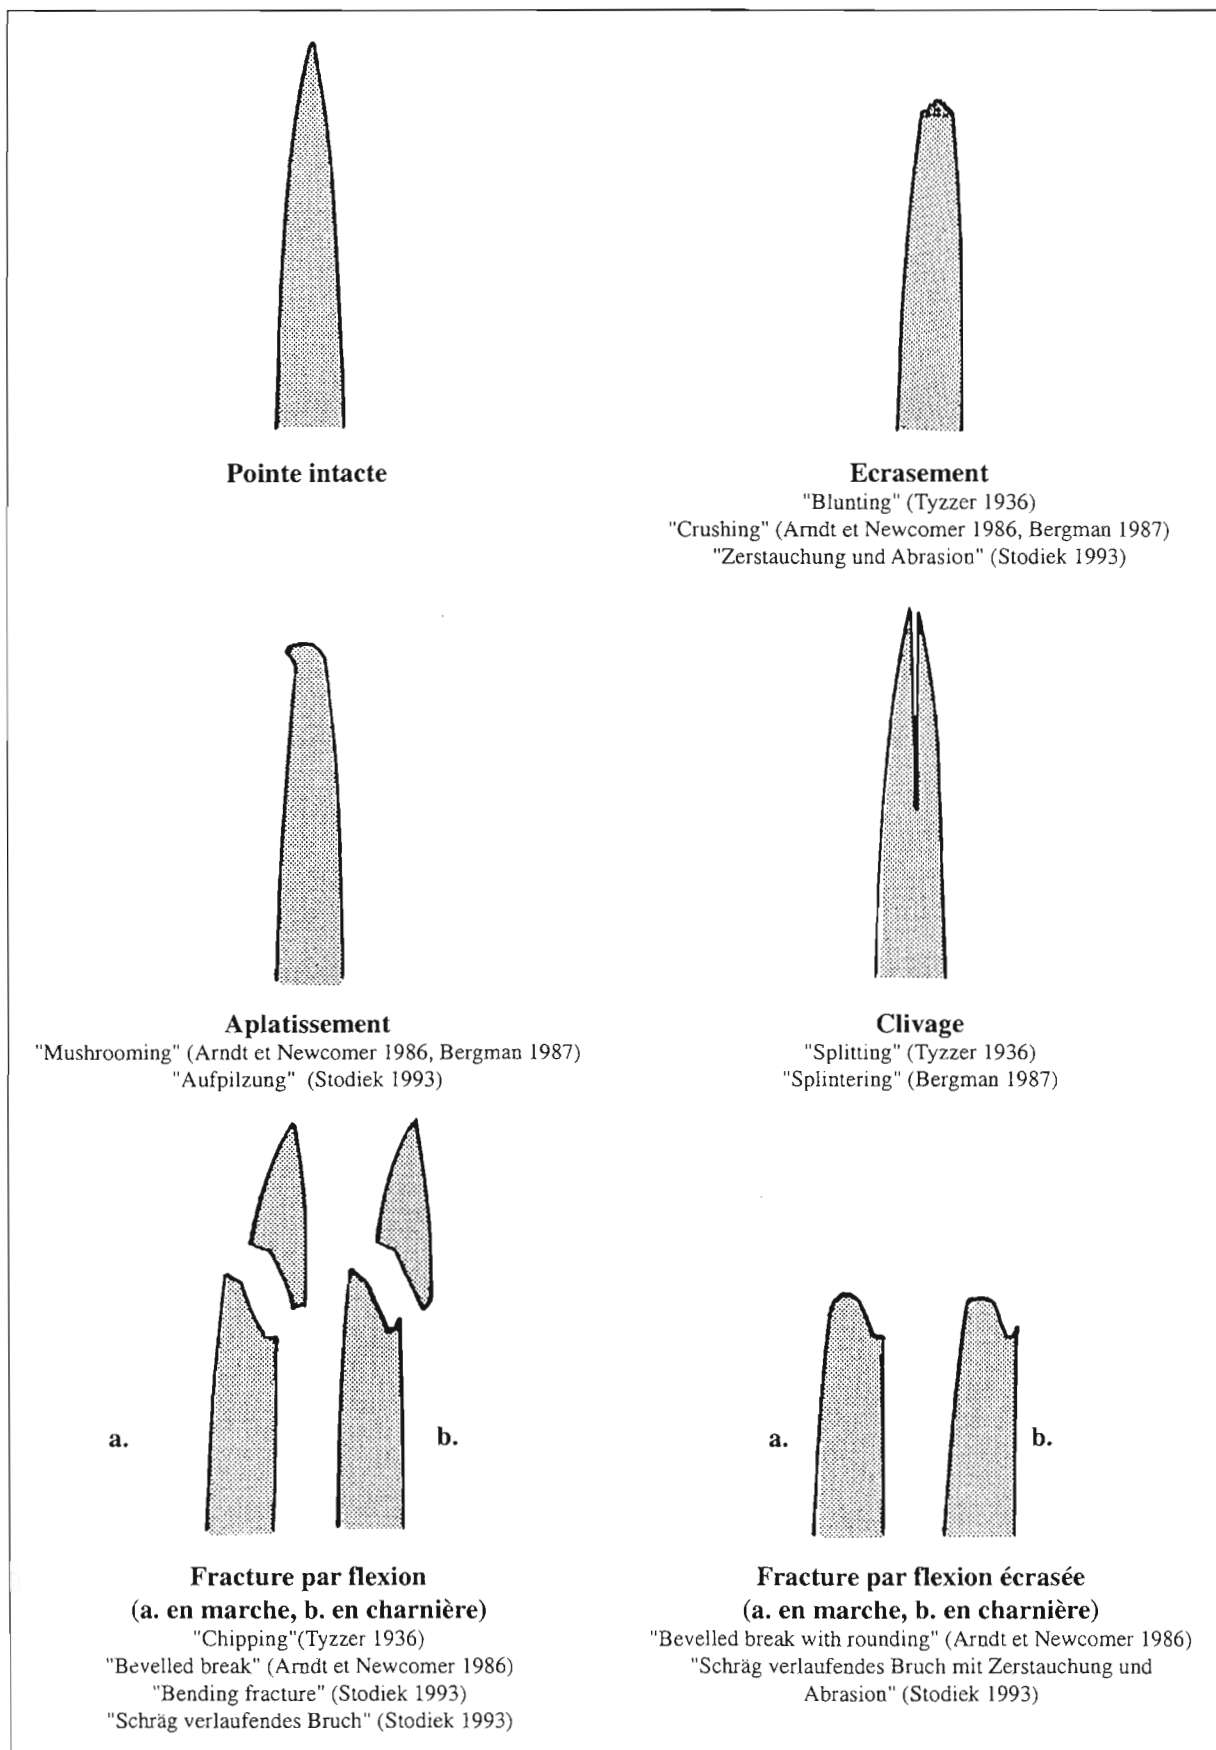 Pointe intacte
Ecrasement
"Blunting" (Tyzzer 1936)
"Crushing" (Arndt et Newcomer 1986, Bergman 1987)
"Zerstauchung und Abrasion" (Stodiek 1993)
Aplatissement
"Mushrooming" (Arndt et Newcomer 1986, Bergman 1987)
"Aufpilzung" (Stodiek 1993)
Clivage
"Splitting" (Tyzzer 1936)
"Splintering" (Bergman 1987)
a.
b.
Fracture par flexion
(a. en marche, b. en charnière)
"Chipping"(Tyzzer 1936)
"Bevelled break" (Arndt et Newcomer 1986)
"Bending fracture" (Stodiek 1993)
"Schräg verlaufendes Bruch" (Stodiek 1993)
a.
b.
Fracture par flexion écrasée
(a. en marche, b. en charnière)
"Bevelled break with rounding" (Arndt et Newcomer 1986)
"Schräg verlaufendes Bruch mit Zerstauchung und
Abrasion" (Stodiek 1993)